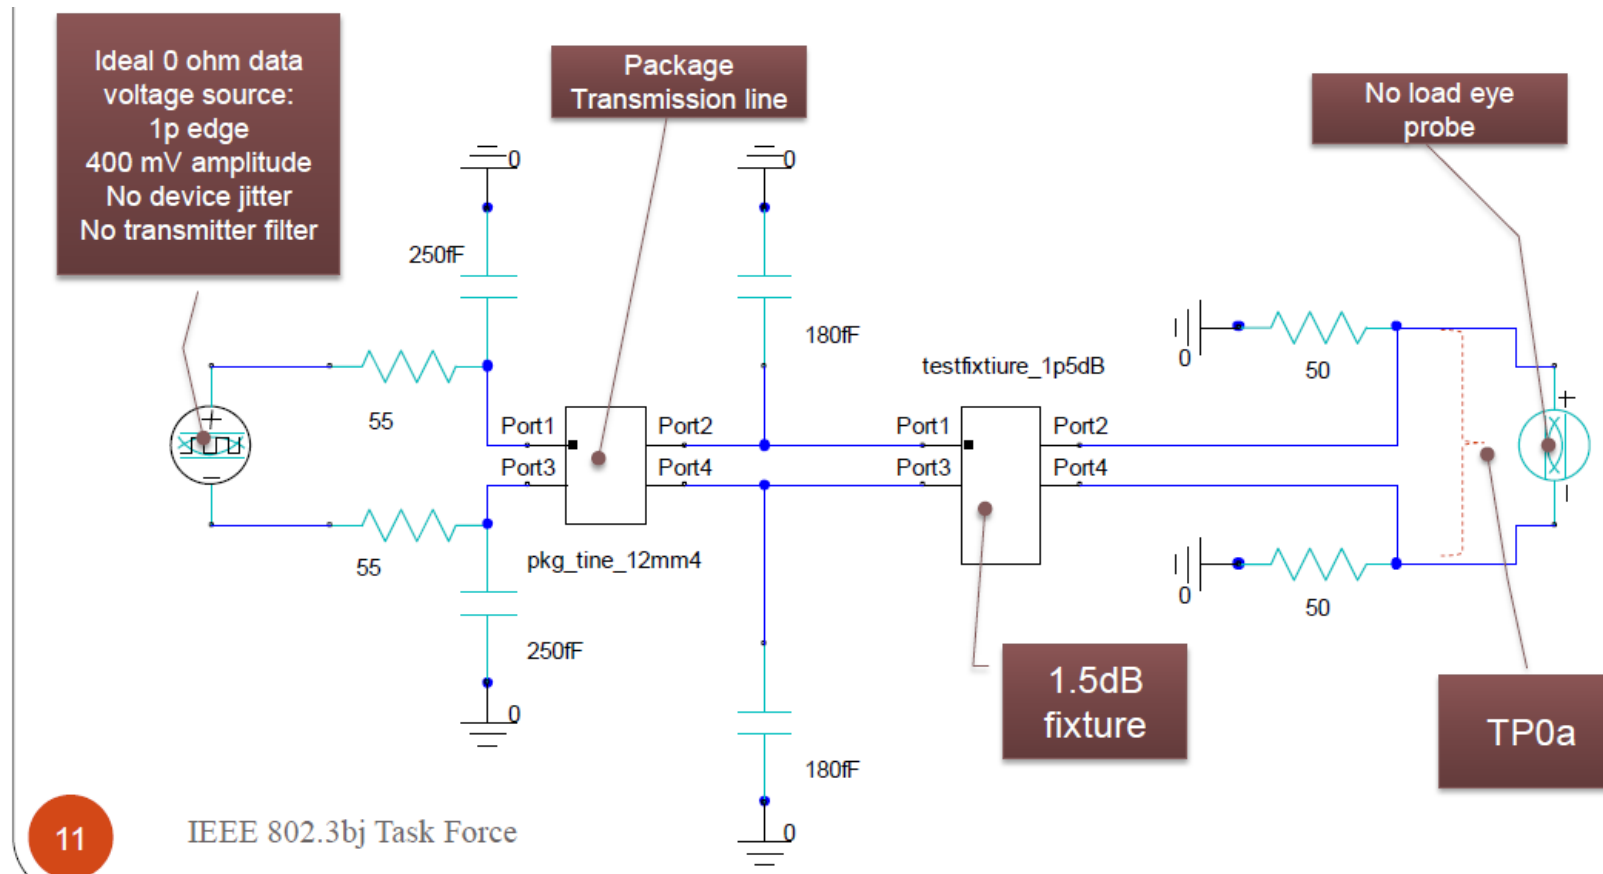 Ideal 0 ohm data
voltage source:
1p edge
400 mV amplitude
No device jitter
No transmitter filter
Package
Transmission line
No load eye
probe
0
0
250fF
180fF
testfixtiure_1p5dB
0
50
55
+
+
Port1
Port2
Port1
Port2
Port3
Port4
Port3
Port4
55
pkg_tine_12mm4
0
50
250fF
1.5dB
fixture
TP0a
0
180fF
0
11
IEEE 802.3bj Task Force